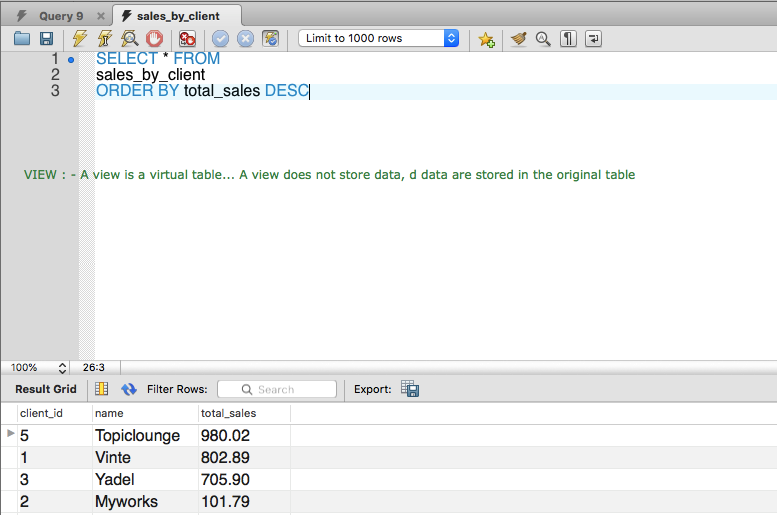 Query 9
sales_by_client
Limit to 1000 rows
1 SELECT * FROM
2 sales_by_client
3 ORDER BY total_sales DESC
VIEW : - A view is a virtual table... A view does not store data, d data are stored in the original table
100% 26:3
Result Grid Filter Rows: Search Export:
client_id name total_sales
5 Topiclounge 980.02
1 Vinte 802.89
3 Yadel 705.90
2 Myworks 101.79